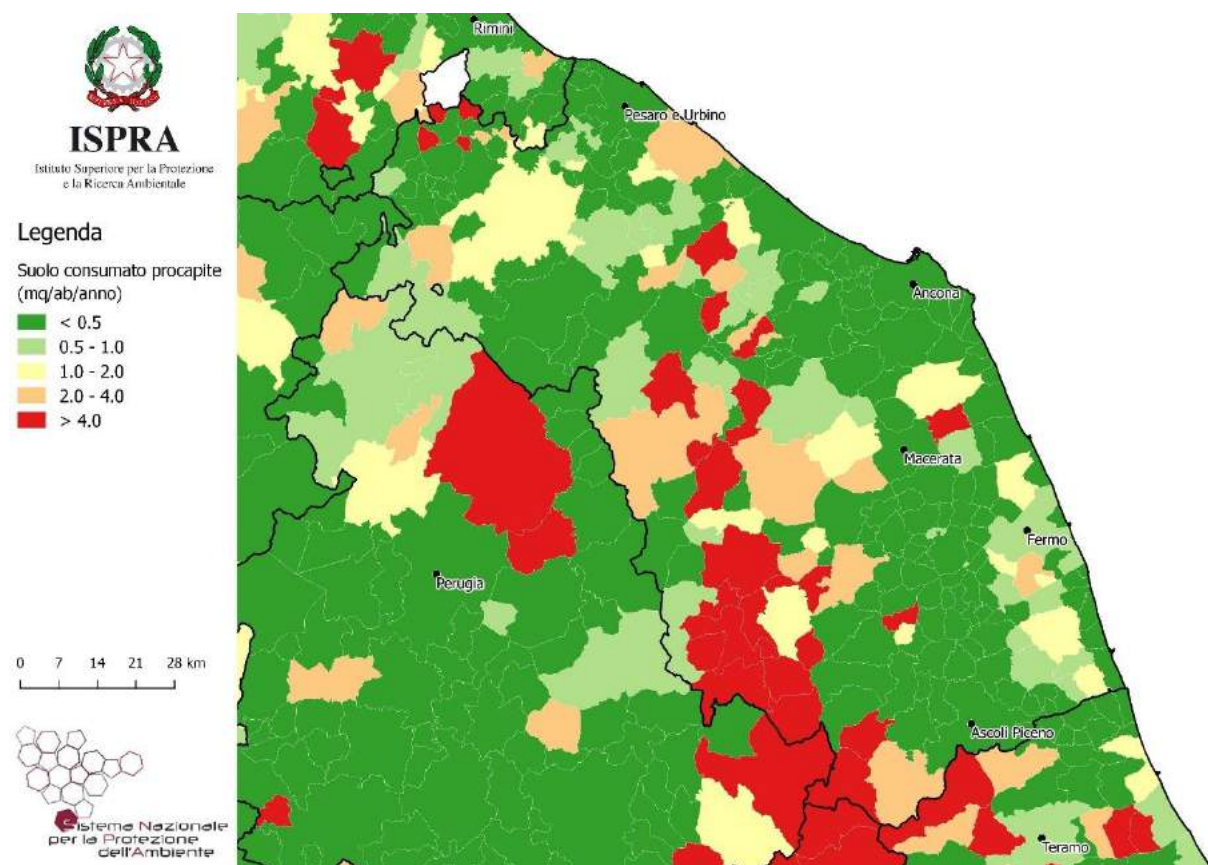 ISPRA
Istituto Superiore per la Protezione
e la Ricerca Ambientale
Legenda
Suolo consumato procapite
(mq/ab/anno)
< 0.5
0.5 - 1.0
1.0 - 2.0
2.0 - 4.0
> 4.0
0 7 14 21 28 km
Sistema Nazionale
per la Protezione
dell'Ambiente
Rimini
Pesaro e Urbino
Ancona
Macerata
Fermo
Perugia
Ascoli Piceno
Teramo